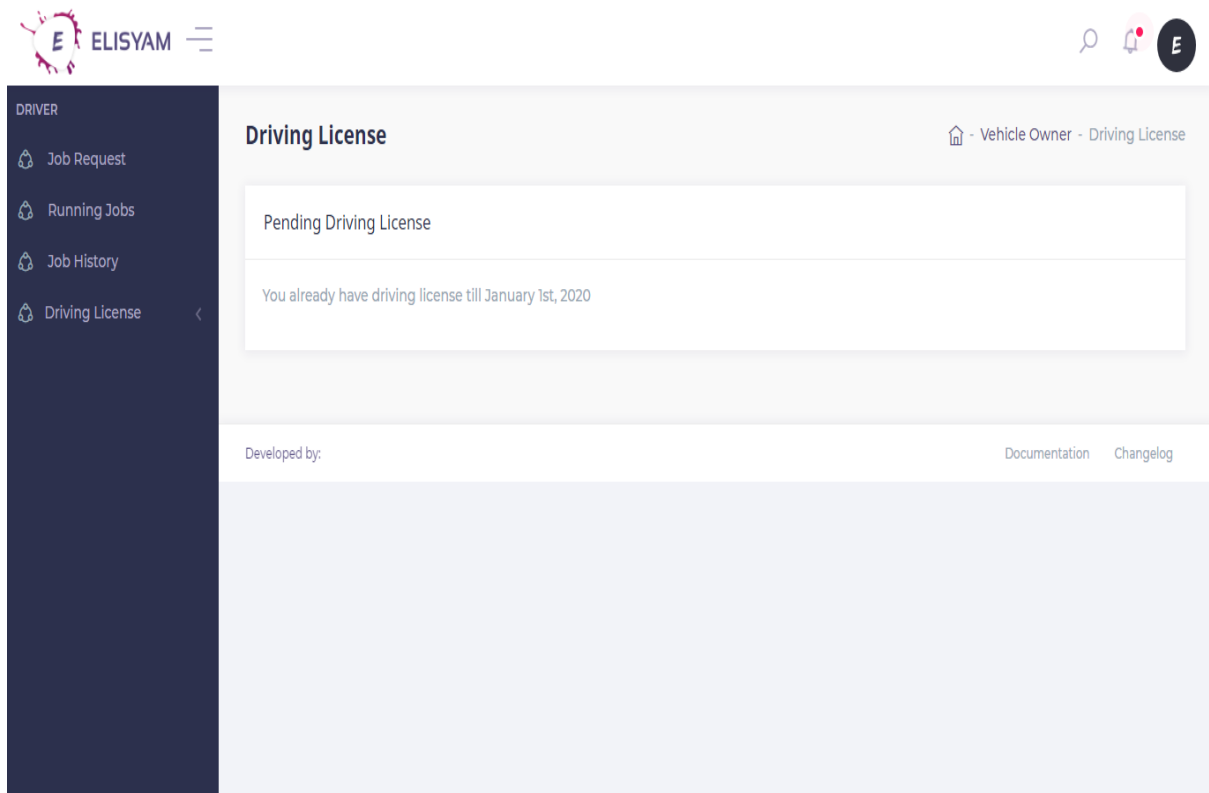 E ELISYAM
E
DRIVER
Job Request
Running Jobs
Job History
Driving License
Driving License
- Vehicle Owner - Driving License
Pending Driving License
You already have driving license till January 1st, 2020
Developed by:
Documentation Changelog